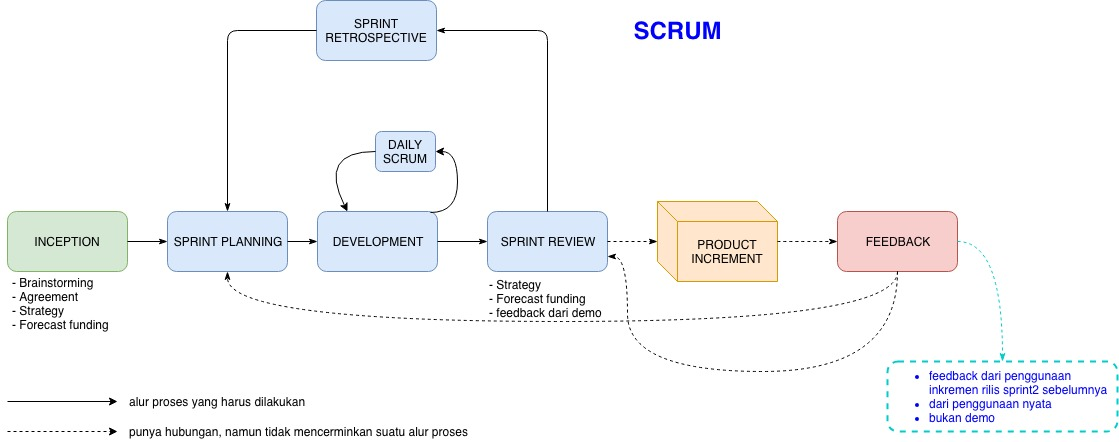 SCRUM
SPRINT
RETROSPECTIVE
DAILY
SCRUM
INCEPTION
SPRINT PLANNING
DEVELOPMENT
SPRINT REVIEW
PRODUCT
INCREMENT
FEEDBACK
- Brainstorming
- Agreement
- Strategy
- Forecast funding
- Strategy
- Forecast funding
- feedback dari demo
• feedback dari penggunaan
inkremen rilis sprint2 sebelumnya
• dari penggunaan nyata
• bukan demo
alur proses yang harus dilakukan
punya hubungan, namun tidak mencerminkan suatu alur proses